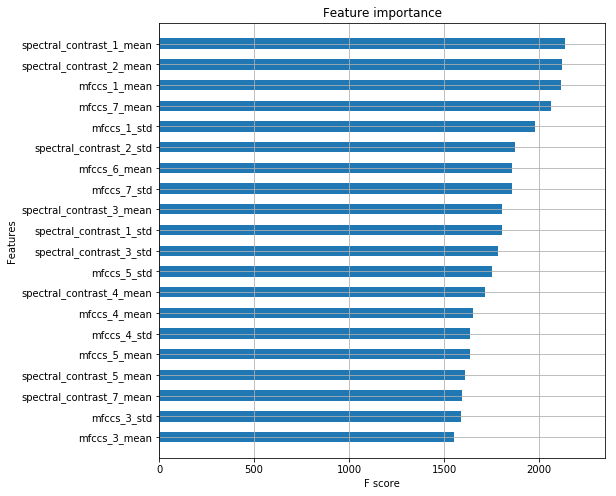 Feature importance
spectral_contrast_1_mean
spectral_contrast_2_mean
mfccs_1_mean
mfccs_7_mean
mfccs_1_std
spectral_contrast_2_std
mfccs_6_mean
mfccs_7_std
spectral_contrast_3_mean
spectral_contrast_1_std
spectral_contrast_3_std
mfccs_5_std
spectral_contrast_4_mean
mfccs_4_mean
mfccs_4_std
mfccs_5_mean
spectral_contrast_5_mean
spectral_contrast_7_mean
mfccs_3_std
mfccs_3_mean
Features
0 500 1000 1500 2000
F score